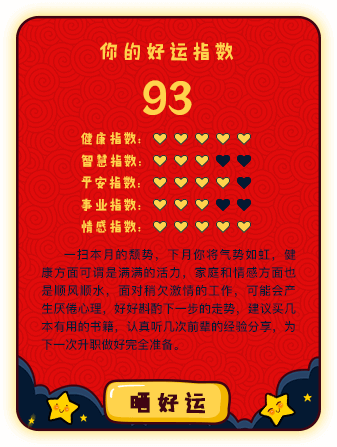 你的好运指数
93
健康指数:
智慧指数:
平安指数:
事业指数:
情感指数:
一扫本月的颓势，下月你将气势如虹，健
康方面可谓是满满的活力，家庭和情感方面也
是顺风顺水。面对稍欠激情的工作，可能会产
生厌倦心理，好好斟酌下一步的走势，建议买几
本有用的书籍，认真听几次前辈的经验分享，为
下一次升职做好完全准备。
晒好运